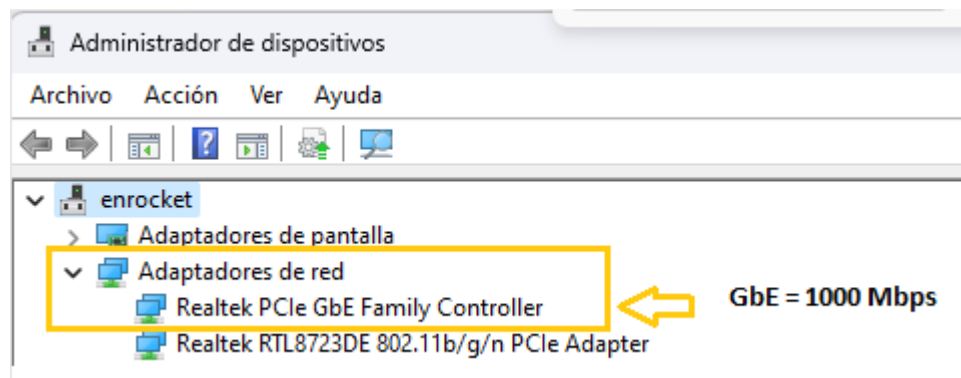 Administrador de dispositivos
Archivo Acción Ver Ayuda
?
enrocket
Adaptadores de pantalla
Adaptadores de red
Realtek PCIe GbE Family Controller
GbE = 1000 Mbps
Realtek RTL8723DE 802.11b/g/n PCIe Adapter